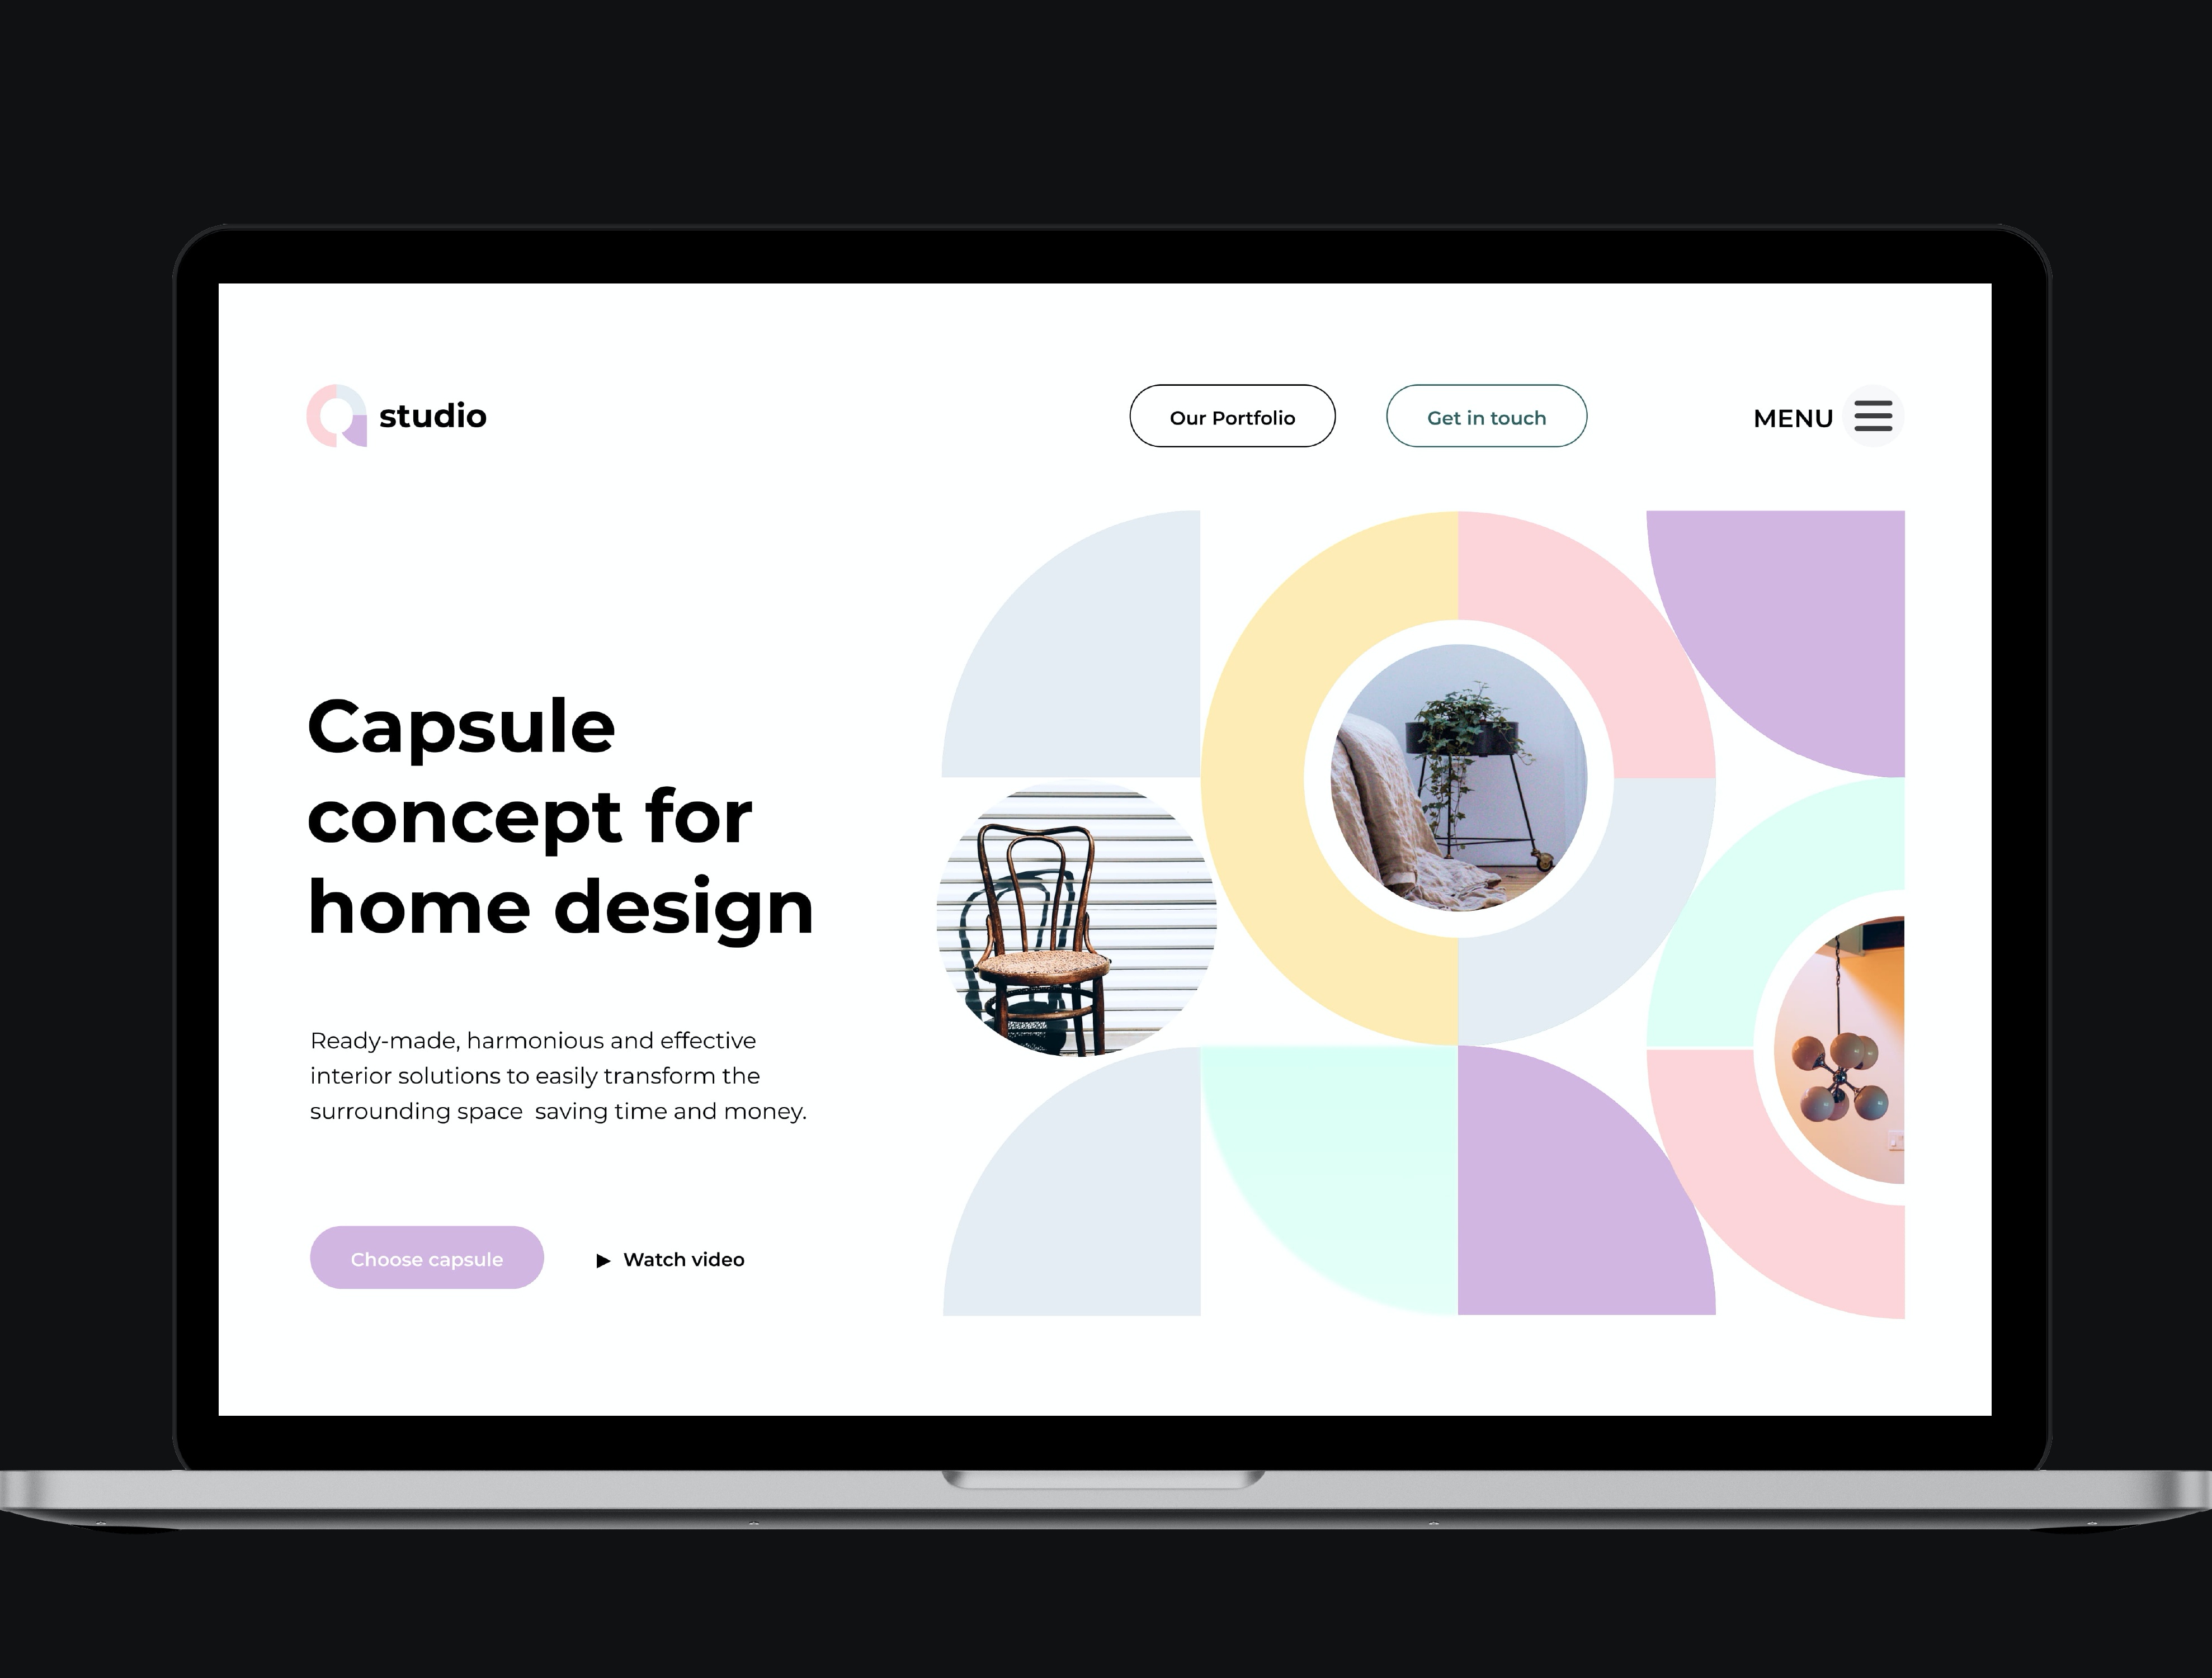 studio
Our Portfolio
Get in touch
MENU
Capsule
concept for
home design
Ready-made, harmonious and effective
interior solutions to easily transform the
surrounding space  saving time and money.
Choose capsule
Watch video